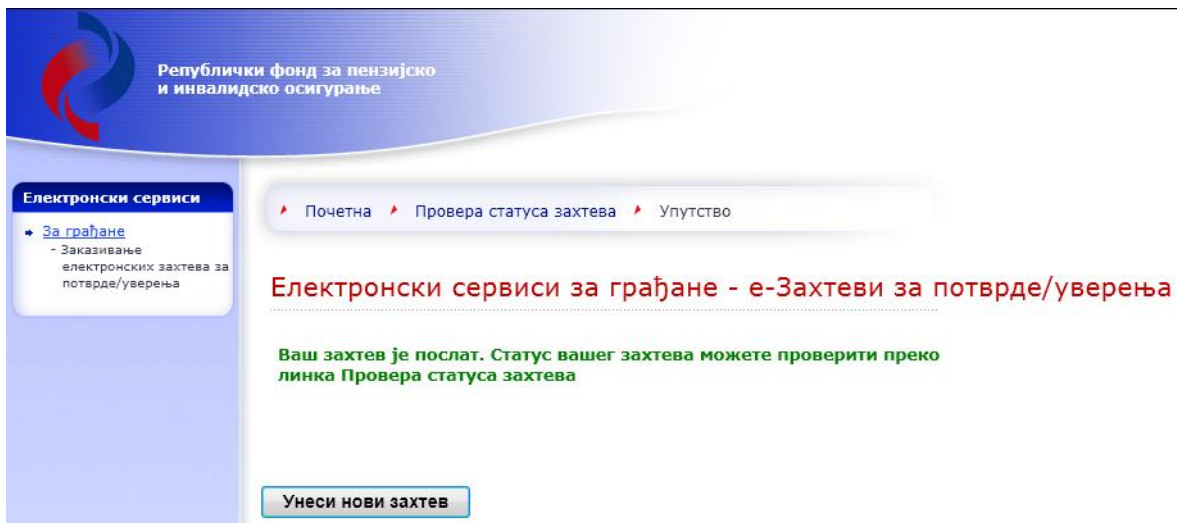 Републички фонд за пензијско
и инвалидско осигурање
Електронски сервиси
За грађане
- Заказивање
електронских захтева за
потврде/уверења
Почетна Провера статуса захтева Упутство
Електронски сервиси за грађане - е-Захтеви за потврде/уверења
Ваш захтев је послат. Статус вашег захтева можете проверити преко
линка Провера статуса захтева
Унеси нови захтев